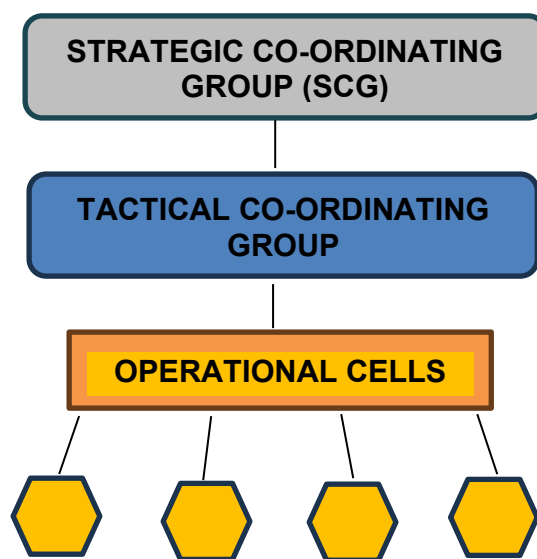 STRATEGIC CO-ORDINATING
GROUP (SCG)
TACTICAL CO-ORDINATING
GROUP
OPERATIONAL CELLS